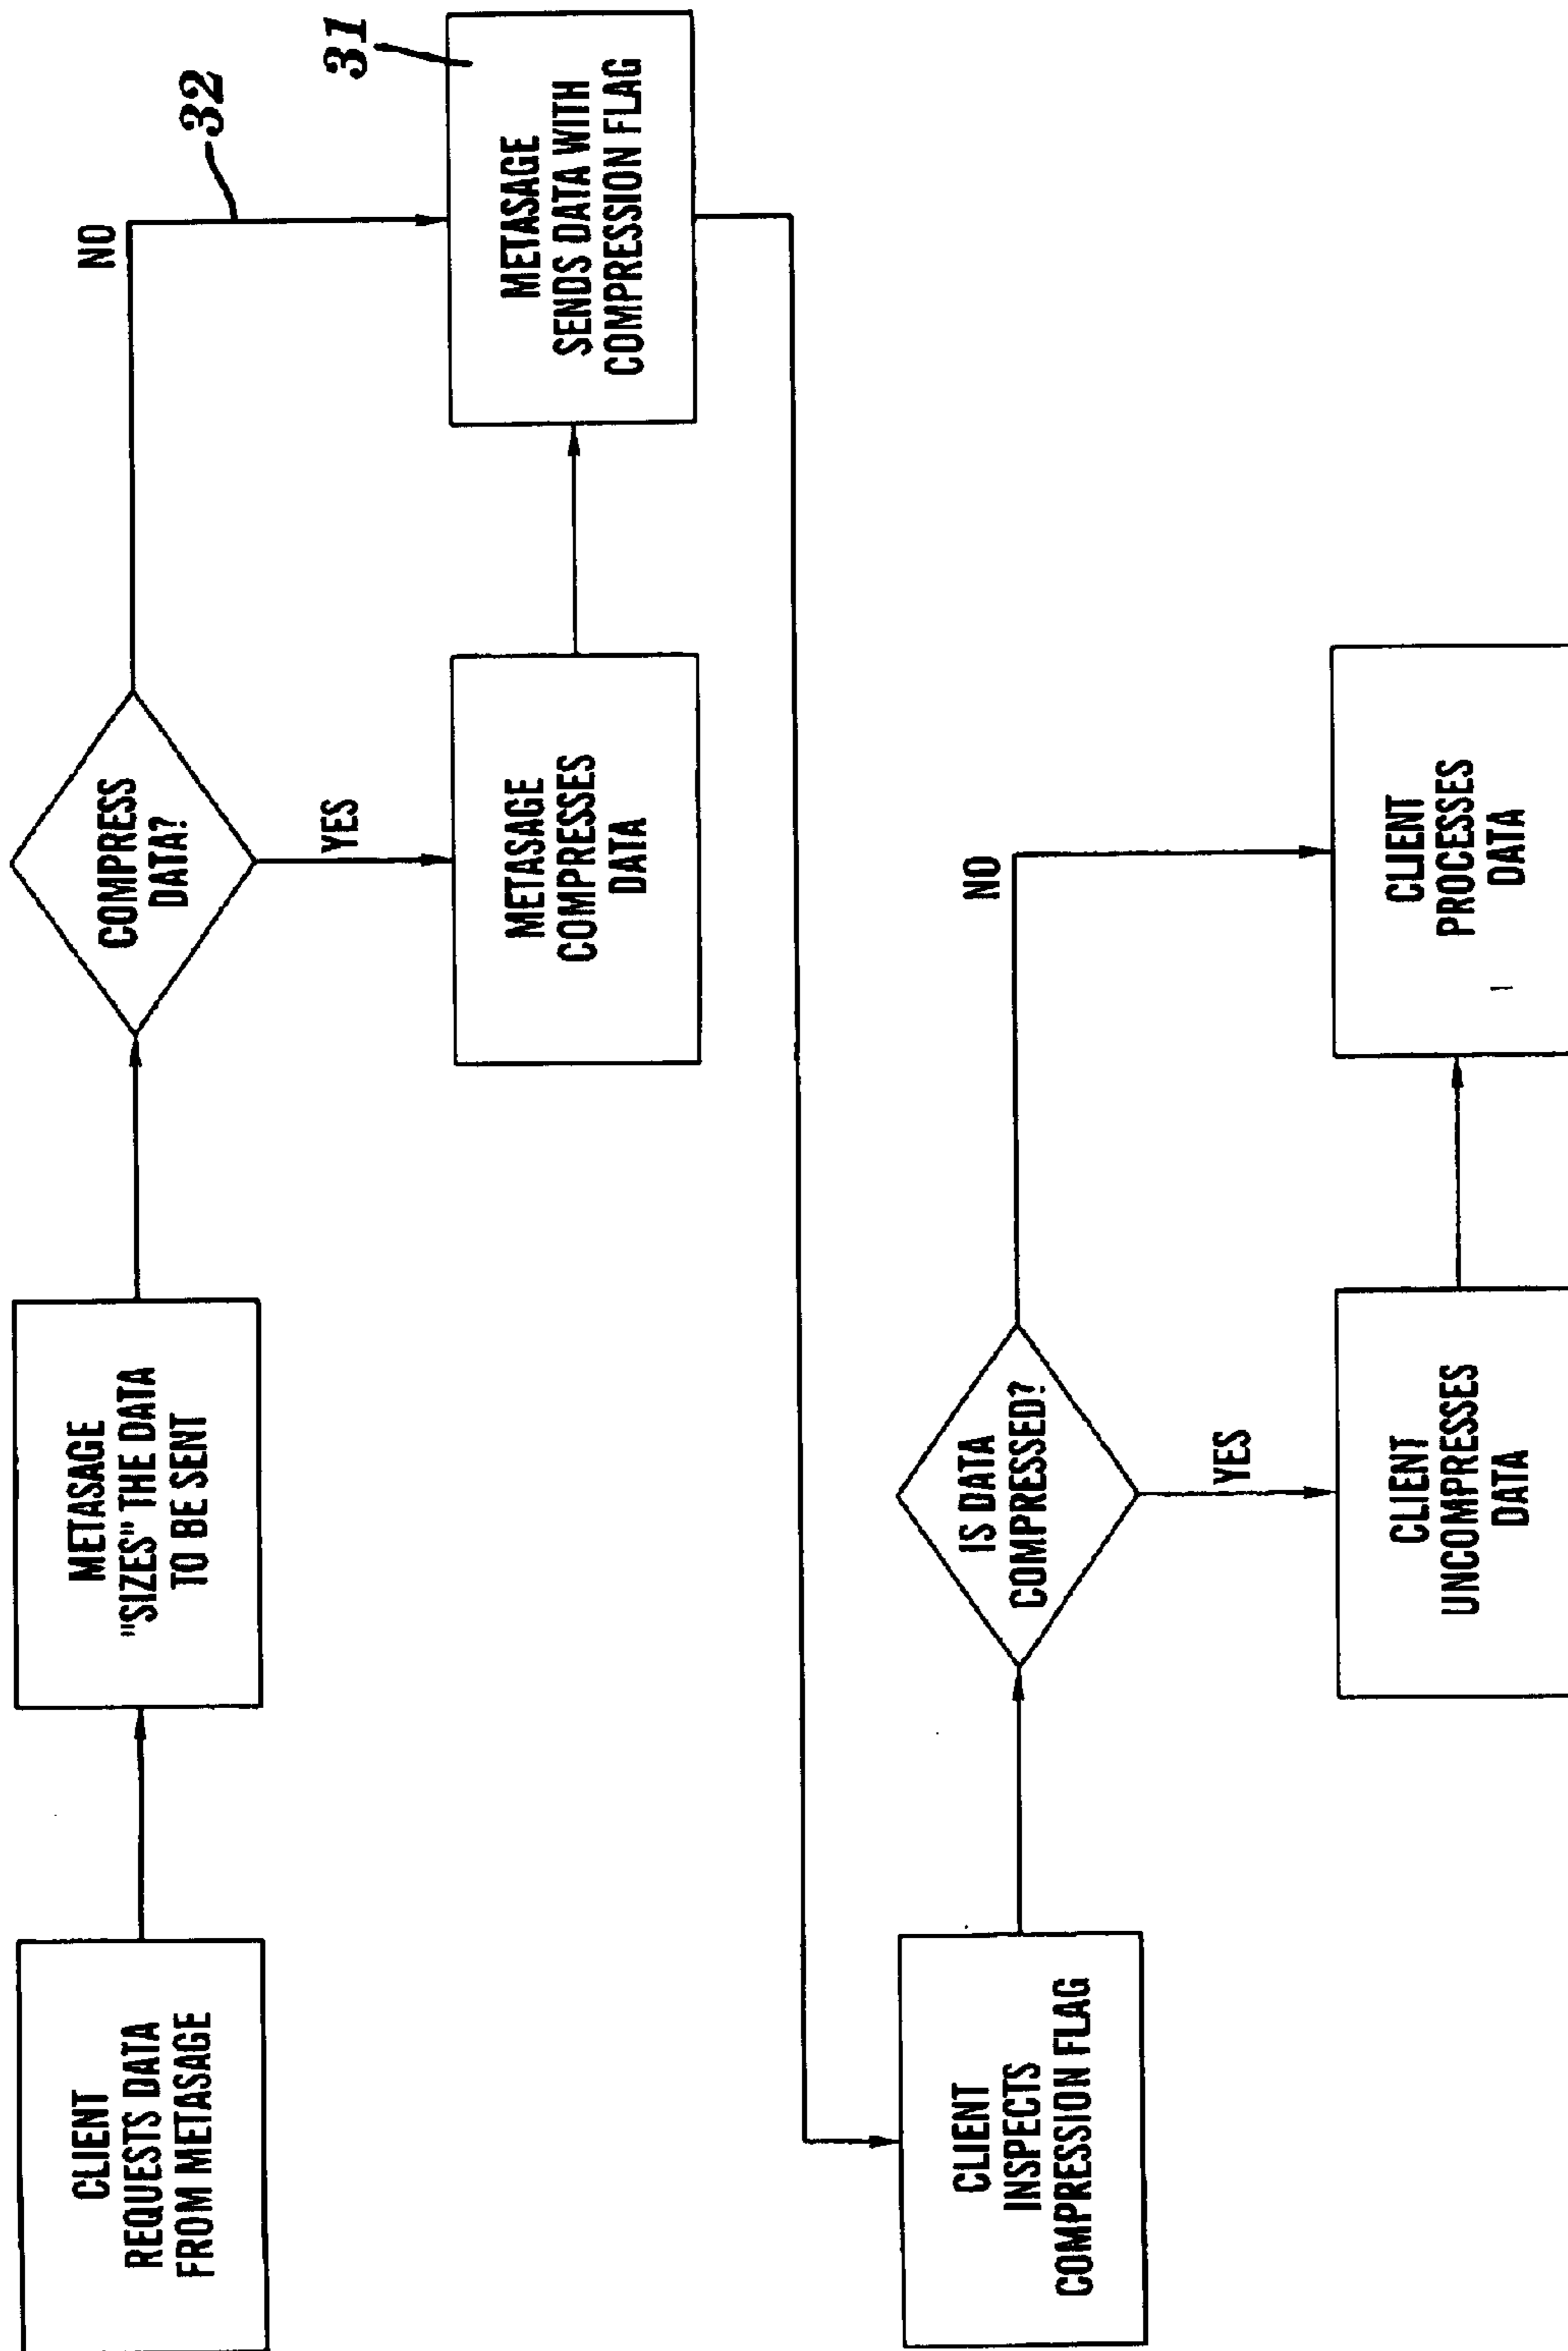 CLIENT
REQUESTS DATA
FROM METASAGE
METASAGE
"SIZES" THE DATA
TO BE SENT
COMPRESS
DATA?
NO
32
YES
METASAGE
COMPRESSES
DATA
METASAGE
SENDS DATA WITH
COMPRESSION FLAG
31
CLIENT
INSPECTS
COMPRESSION FLAG
IS DATA
COMPRESSED?
NO
YES
CLIENT
UNCOMPRESSES
DATA
CLIENT
PROCESSES
DATA